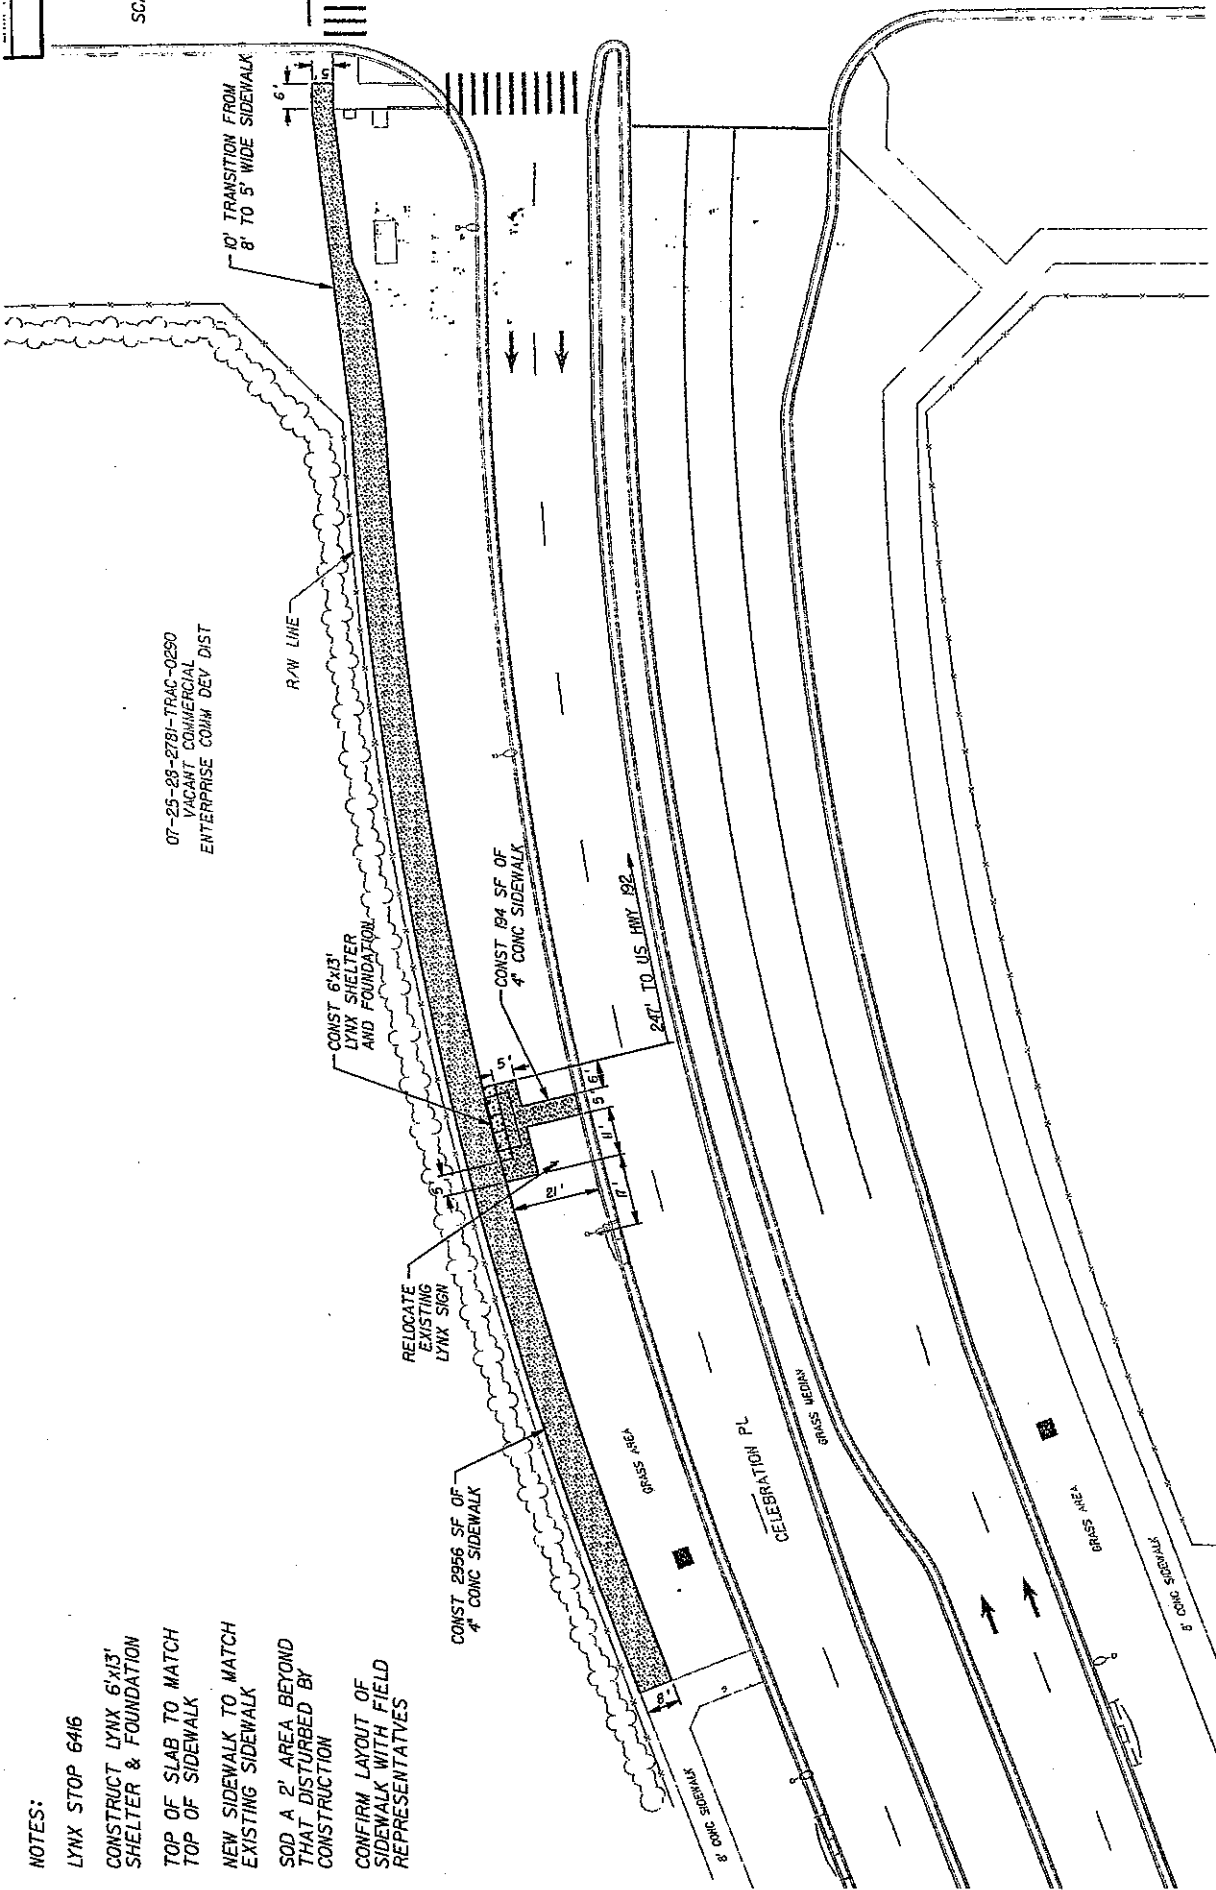 NOTES:
LYNX STOP 6416
CONSTRUCT LYNX 6'X13'
SHELTER & FOUNDATION
TOP OF SLAB TO MATCH
TOP OF SIDEWALK
NEW SIDEWALK TO MATCH
EXISTING SIDEWALK
SOD A 2' AREA BEYOND
THAT DISTURBED BY
CONSTRUCTION
CONFIRM LAYOUT OF
SIDEWALK WITH FIELD
REPRESENTATVES
07-25-28-2781-TRAC-0290
VACANT COMMERCIAL
ENTERPRISE COMM DEV DIST
R/W LINE
10' TRANSITION FROM
8' TO 5' WIDE SIDEWALK
6'
5'
CONST 6'X13'
LYNX SHELTER
AND FOUNDATION
RELOCATE
EXISTING
LYNX SIGN
CONST 2956 SF OF
4" CONC SIDEWALK
CONST 194 SF OF
4" CONC SIDEWALK
247' TO US HWY 192
5'
5'
6'
5'
11'
17'
21'
8'
GRASS AREA
CELEBRATION PL
GRASS MEDIAN
GRASS AREA
8' CONC SIDEWALK
8' CONC SIDEWALK